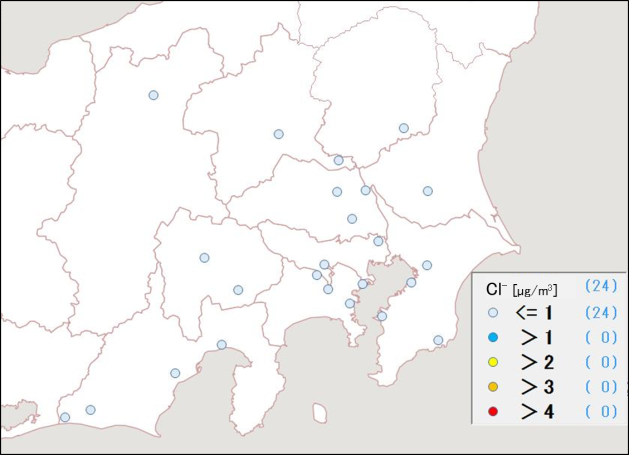 Cl⁻ [μg/m³] (24)
<= 1 (24)
＞1 ( 0)
＞2 ( 0)
＞3 ( 0)
＞4 ( 0)